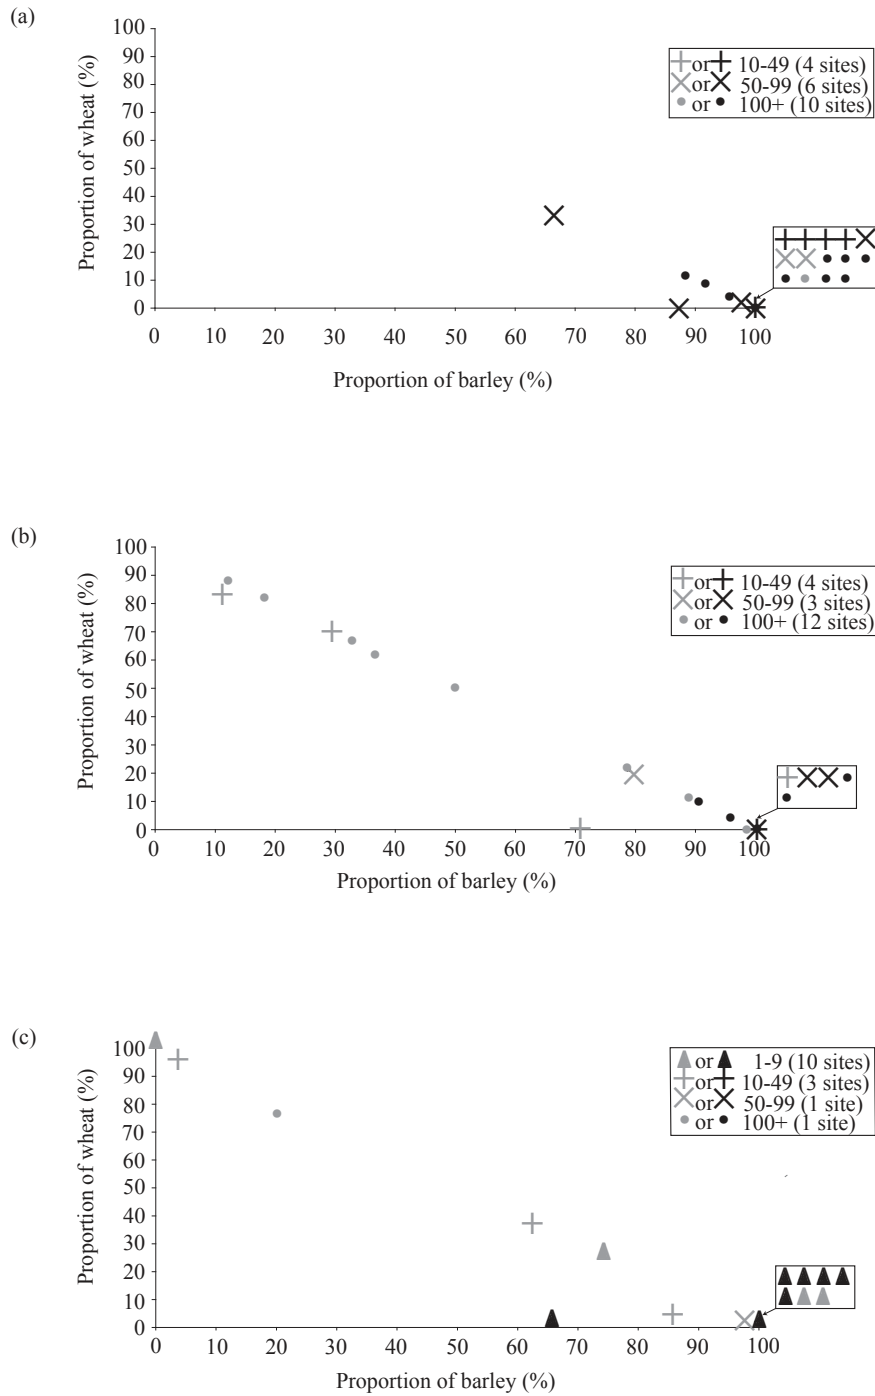 (a)
100
90
80
70
60
50
40
30
20
10
0
Proportion of wheat (%)
or 10-49 (4 sites)
or 50-99 (6 sites)
or 100+ (10 sites)
0 10 20 30 40 50 60 70 80 90 100
Proportion of barley (%)
(b)
100
90
80
70
60
50
40
30
20
10
0
Proportion of wheat (%)
or 10-49 (4 sites)
or 50-99 (3 sites)
or 100+ (12 sites)
0 10 20 30 40 50 60 70 80 90 100
Proportion of barley (%)
(c)
100
90
80
70
60
50
40
30
20
10
0
Proportion of wheat (%)
or 1-9 (10 sites)
or 10-49 (3 sites)
or 50-99 (1 site)
or 100+ (1 site)
0 10 20 30 40 50 60 70 80 90 100
Proportion of barley (%)